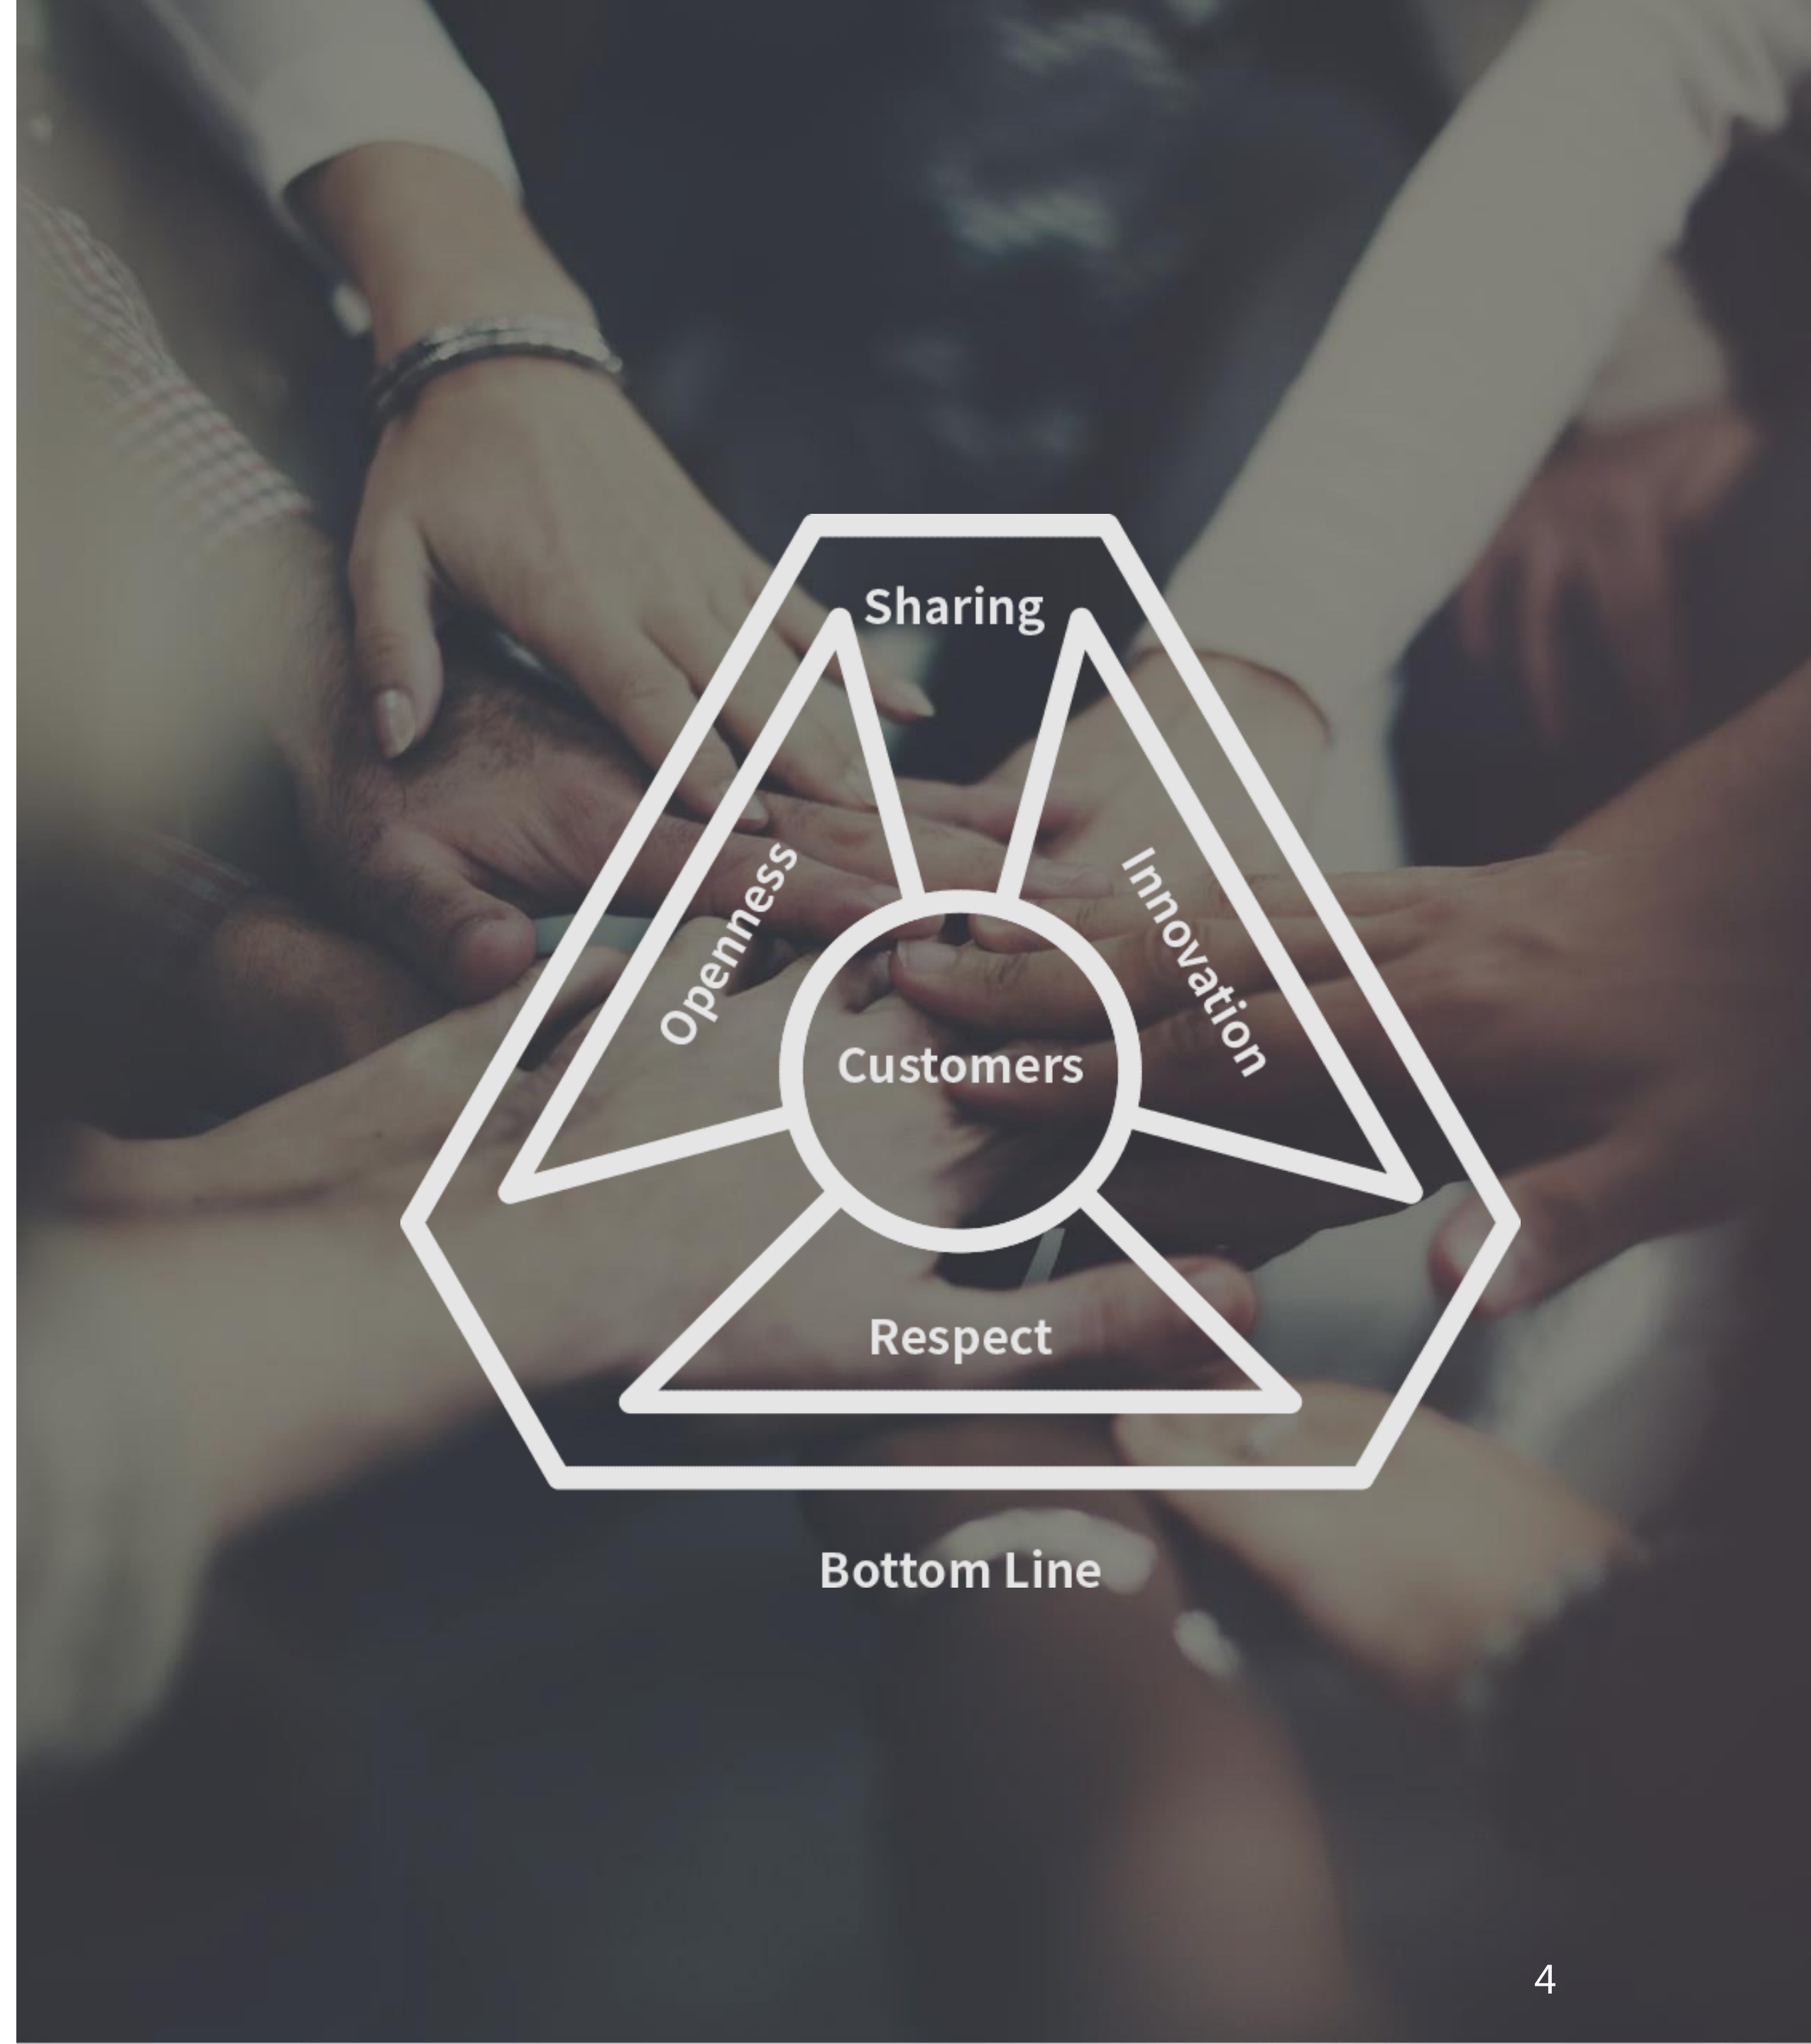 Sharing
Openness
Innovation
Customers
Respect
Bottom Line
4